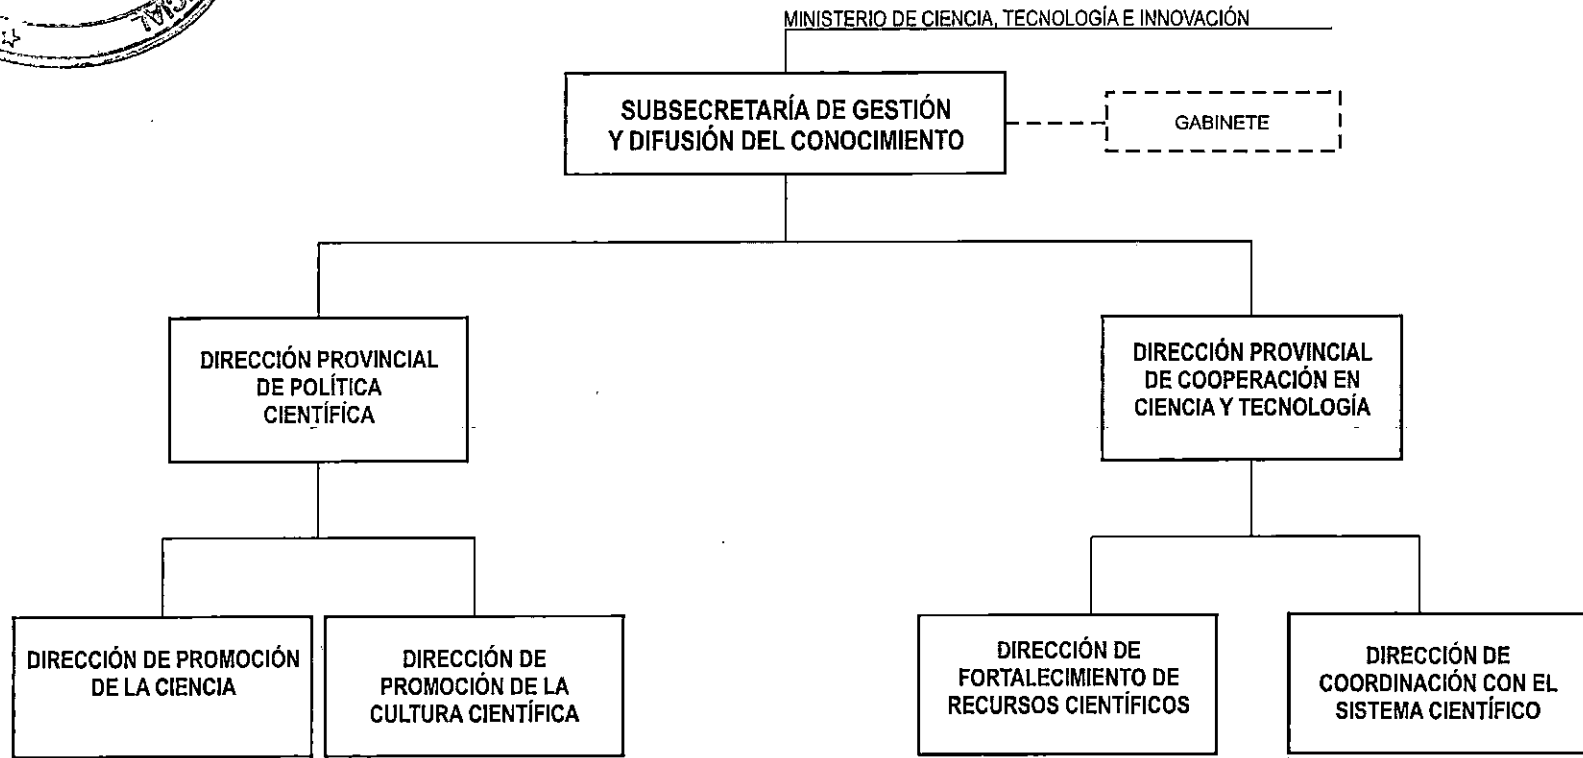 MINISTERIO DE CIENCIA, TECNOLOGÍA E INNOVACIÓN
SUBSECRETARÍA DE GESTIÓN
Y DIFUSIÓN DEL CONOCIMIENTO
GABINETE
DIRECCIÓN PROVINCIAL
DE POLÍTICA
CIENTÍFICA
DIRECCIÓN PROVINCIAL
DE COOPERACIÓN EN
CIENCIA Y TECNOLOGÍA
DIRECCIÓN DE PROMOCIÓN
DE LA CIENCIA
DIRECCIÓN DE
PROMOCIÓN DE LA
CULTURA CIENTÍFICA
DIRECCIÓN DE
FORTALECIMIENTO DE
RECURSOS CIENTÍFICOS
DIRECCIÓN DE
COORDINACIÓN CON EL
SISTEMA CIENTÍFICO